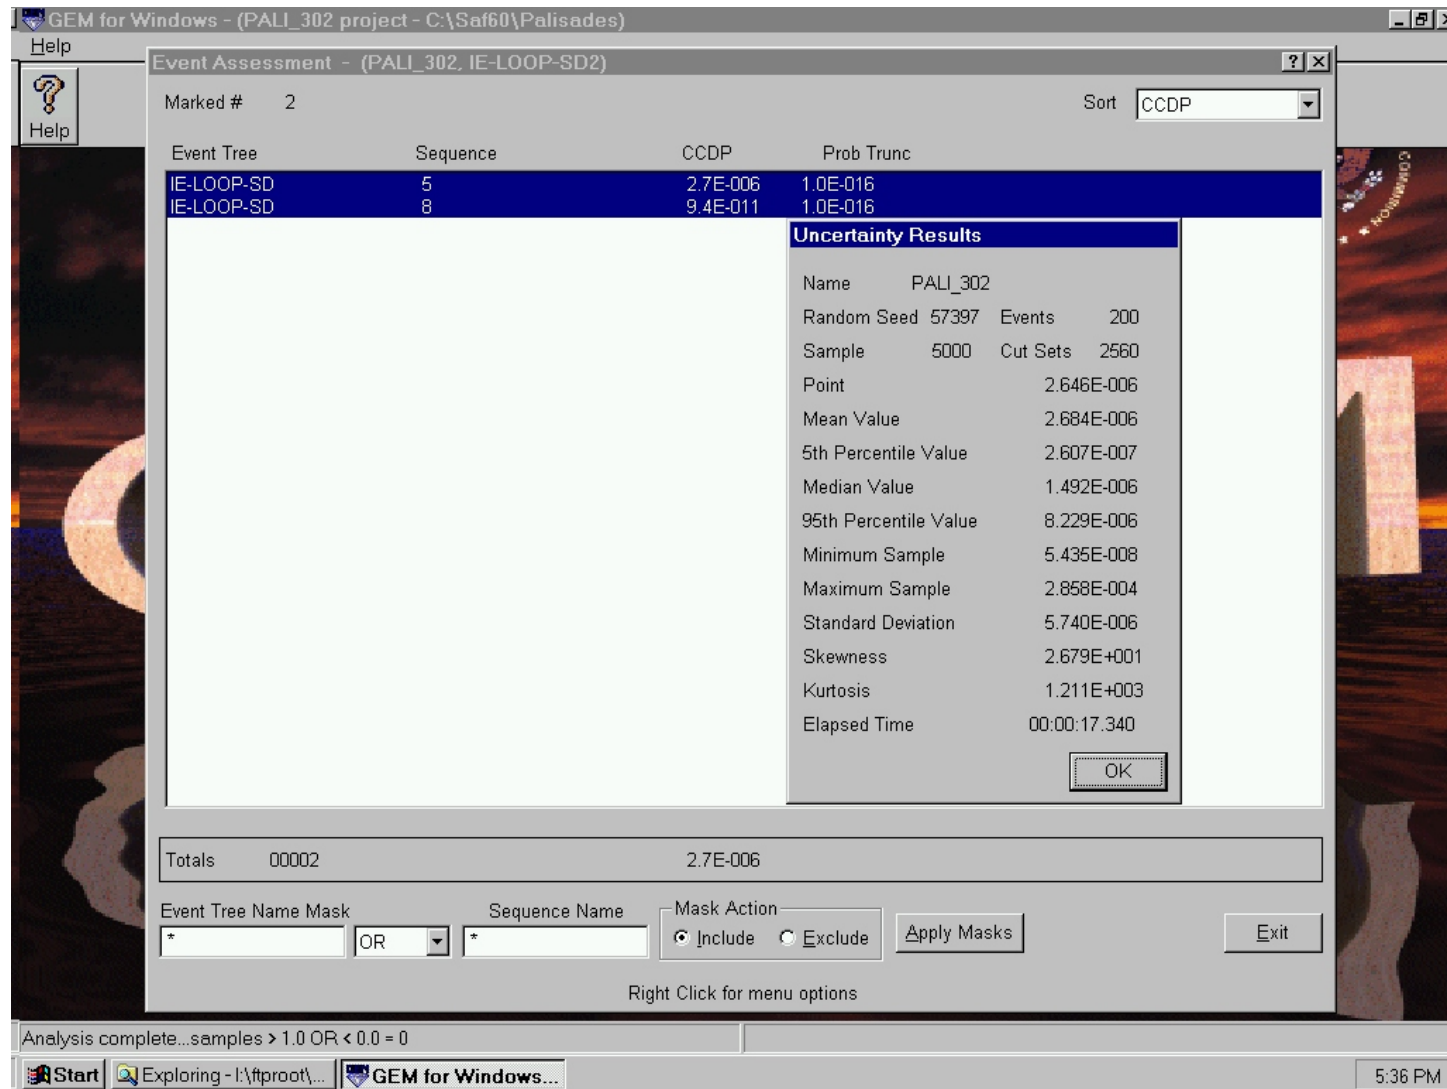 GEM for Windows - (PALI_302 project - C:\Saf60\Palisades)
Help
Help
Event Assessment - (PALI_302, IE-LOOP-SD2)
Marked # 2
Sort CCDP
Event Tree Sequence CCDP Prob Trunc
IE-LOOP-SD 5 2.7E-006 1.0E-016
IE-LOOP-SD 8 9.4E-011 1.0E-016
Uncertainty Results
Name PALI_302
Random Seed 57397 Events 200
Sample 5000 Cut Sets 2560
Point 2.646E-006
Mean Value 2.684E-006
5th Percentile Value 2.607E-007
Median Value 1.492E-006
95th Percentile Value 8.229E-006
Minimum Sample 5.435E-008
Maximum Sample 2.858E-004
Standard Deviation 5.740E-006
Skewness 2.679E+001
Kurtosis 1.211E+003
Elapsed Time 00:00:17.340
OK
Totals 00002 2.7E-006
Event Tree Name Mask Sequence Name Mask Action
* OR * Include Exclude Apply Masks Exit
Right Click for menu options
Analysis complete...samples > 1.0 OR < 0.0 = 0
Start Exploring - I:\ftproot\... GEM for Windows... 5:36 PM